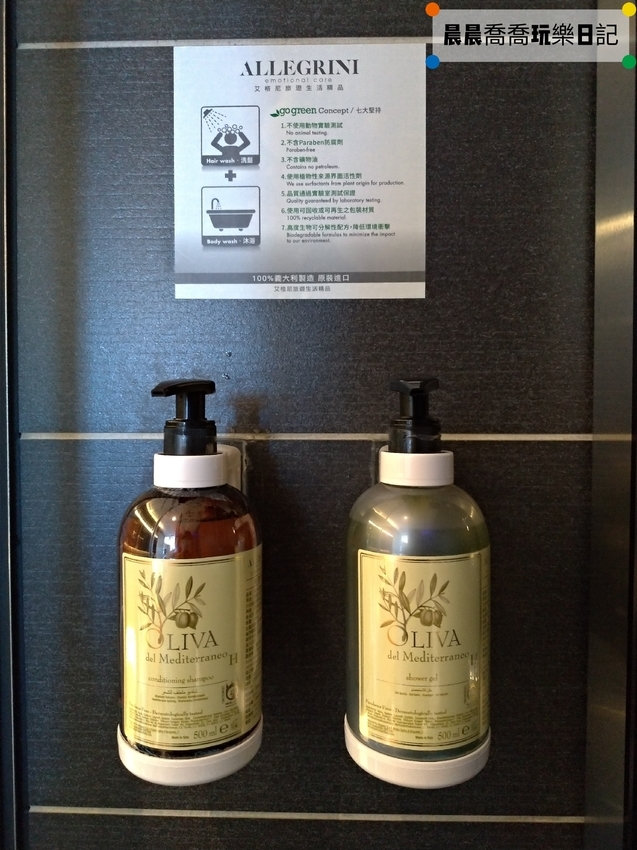 晨晨喬喬玩樂日記
ALLEGRINI
emotional care
艾格尼旅遊生活精品
gogreen Concept / 七大堅持
Hair wash · 洗髮
Body wash · 沐浴
1.不使用動物實驗測試
No animal testing.
2.不含Paraben防腐劑
Paraben-free
3.不含礦物油
Contains no petroleum.
4.使用植物性來源界面活性劑
We use surfactants from plant origin for production.
5.品質通過實驗室測試保證
Quality guaranteed by laboratory testing.
6.使用可回收或可再生之包裝材質
100% recyclable material.
7.高度生物可分解性配方，降低環境衝擊
Biodegradable formulas to minimize the impact
to our environment.
100%義大利製造 原裝進口
艾格尼旅遊生活精品
OLIVA
del Mediterraneo
H
conditioning shampoo
500 ml e
OLIVA
del Mediterraneo
H
shower gel
500 ml e